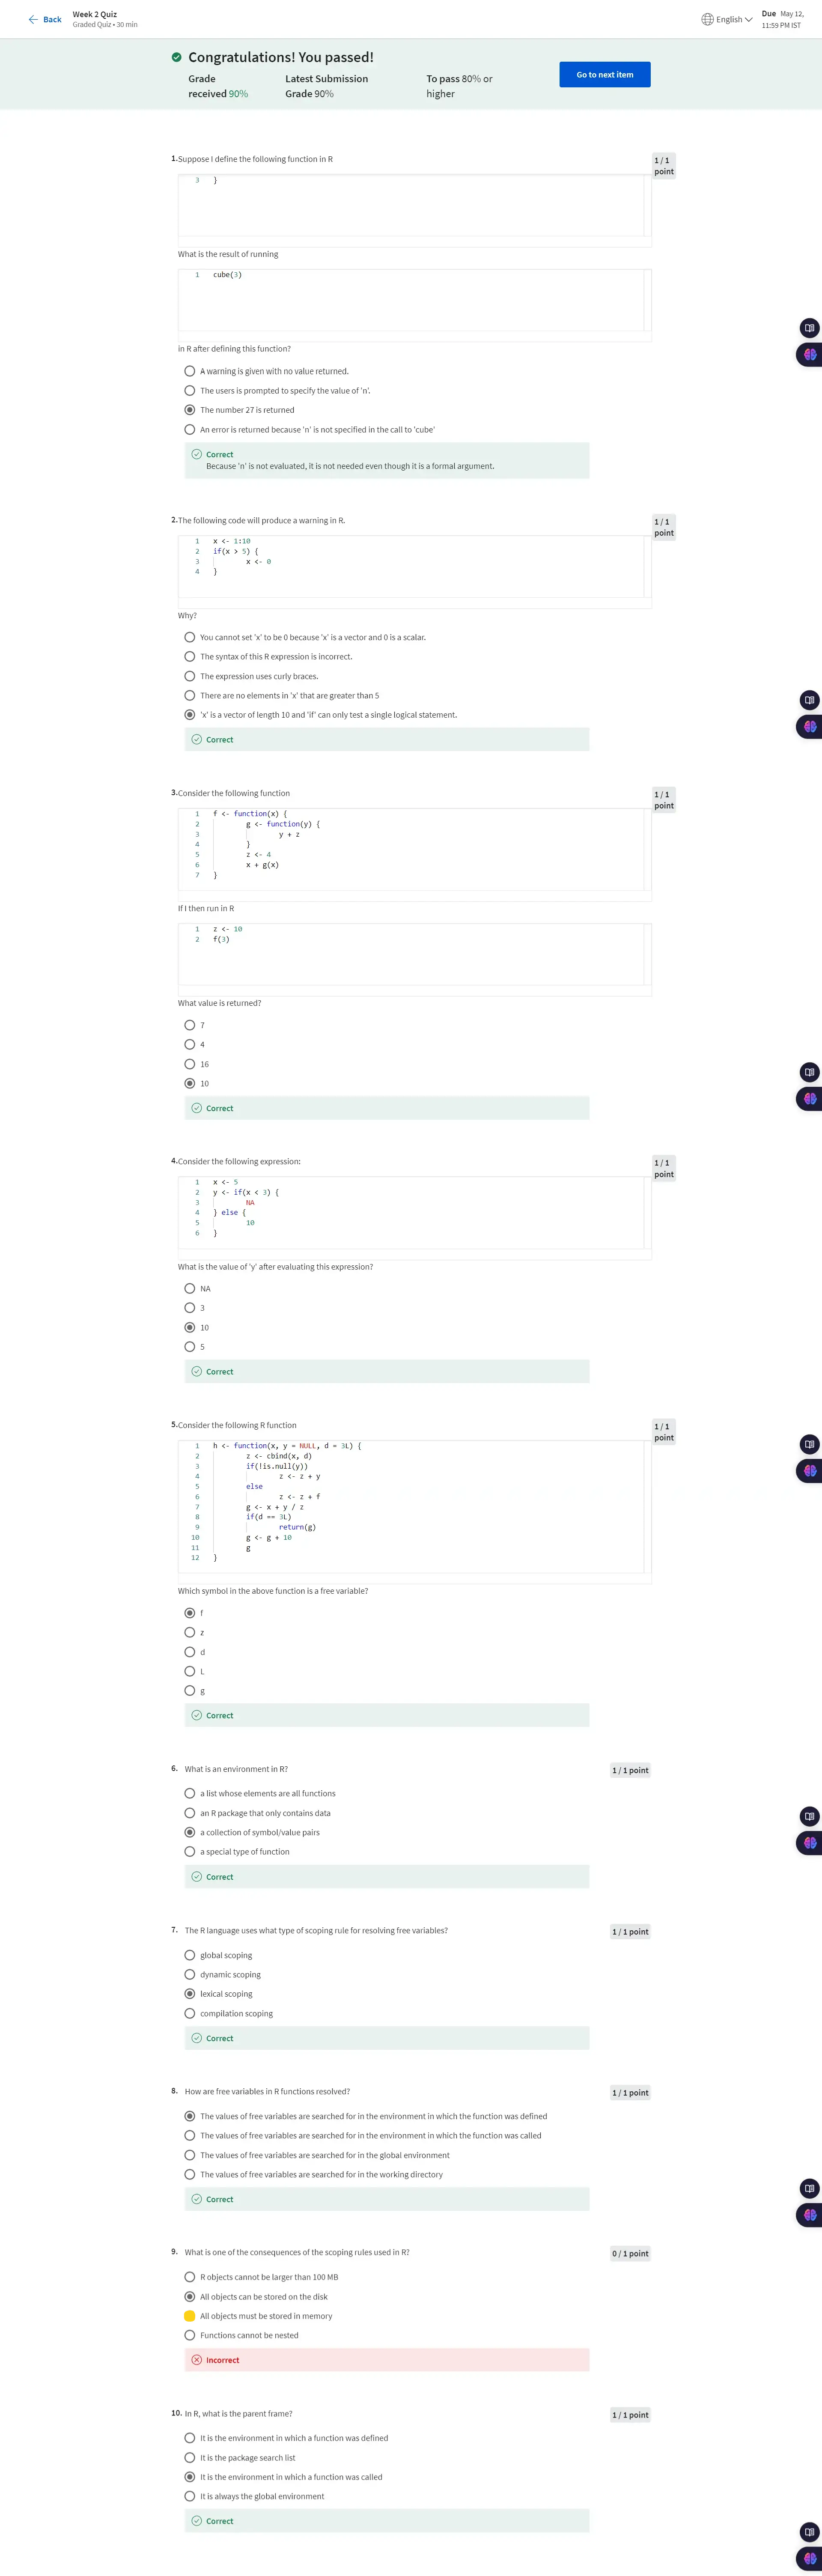 Back
Week 2 Quiz
Graded Quiz • 30 min
English
Due May 12,
11:59 PM IST
Congratulations! You passed!
Grade
received 90%
Latest Submission
Grade 90%
To pass 80% or
higher
Go to next item
1. Suppose I define the following function in R
1 / 1
point
3 }
What is the result of running
1 cube(3)
in R after defining this function?
A warning is given with no value returned.
The users is prompted to specify the value of 'n'.
The number 27 is returned
An error is returned because 'n' is not specified in the call to 'cube'
Correct
Because 'n' is not evaluated, it is not needed even though it is a formal argument.
2. The following code will produce a warning in R.
1 / 1
point
1 x <- 1:10
2 if(x > 5) {
3 x <- 0
4 }
Why?
You cannot set 'x' to be 0 because 'x' is a vector and 0 is a scalar.
The syntax of this R expression is incorrect.
The expression uses curly braces.
There are no elements in 'x' that are greater than 5
'x' is a vector of length 10 and 'if' can only test a single logical statement.
Correct
3. Consider the following function
1 / 1
point
1 f <- function(x) {
2 g <- function(y) {
3 y + z
4 }
5 z <- 4
6 x + g(x)
7 }
If I then run in R
1 z <- 10
2 f(3)
What value is returned?
7
4
16
10
Correct
4. Consider the following expression:
1 / 1
point
1 x <- 5
2 y <- if(x < 3) {
3 NA
4 } else {
5 10
6 }
What is the value of 'y' after evaluating this expression?
NA
3
10
5
Correct
5. Consider the following R function
1 / 1
point
1 h <- function(x, y = NULL, d = 3L) {
2 z <- cbind(x, d)
3 if(!is.null(y))
4 z <- z + y
5 else
6 z <- z + f
7 g <- x + y / z
8 if(d == 3L)
9 return(g)
10 g <- g + 10
11 g
12 }
Which symbol in the above function is a free variable?
f
z
d
L
g
Correct
6. What is an environment in R?
1 / 1 point
a list whose elements are all functions
an R package that only contains data
a collection of symbol/value pairs
a special type of function
Correct
7. The R language uses what type of scoping rule for resolving free variables?
1 / 1 point
global scoping
dynamic scoping
lexical scoping
compilation scoping
Correct
8. How are free variables in R functions resolved?
1 / 1 point
The values of free variables are searched for in the environment in which the function was defined
The values of free variables are searched for in the environment in which the function was called
The values of free variables are searched for in the global environment
The values of free variables are searched for in the working directory
Correct
9. What is one of the consequences of the scoping rules used in R?
0 / 1 point
R objects cannot be larger than 100 MB
All objects can be stored on the disk
All objects must be stored in memory
Functions cannot be nested
Incorrect
10. In R, what is the parent frame?
1 / 1 point
It is the environment in which a function was defined
It is the package search list
It is the environment in which a function was called
It is always the global environment
Correct